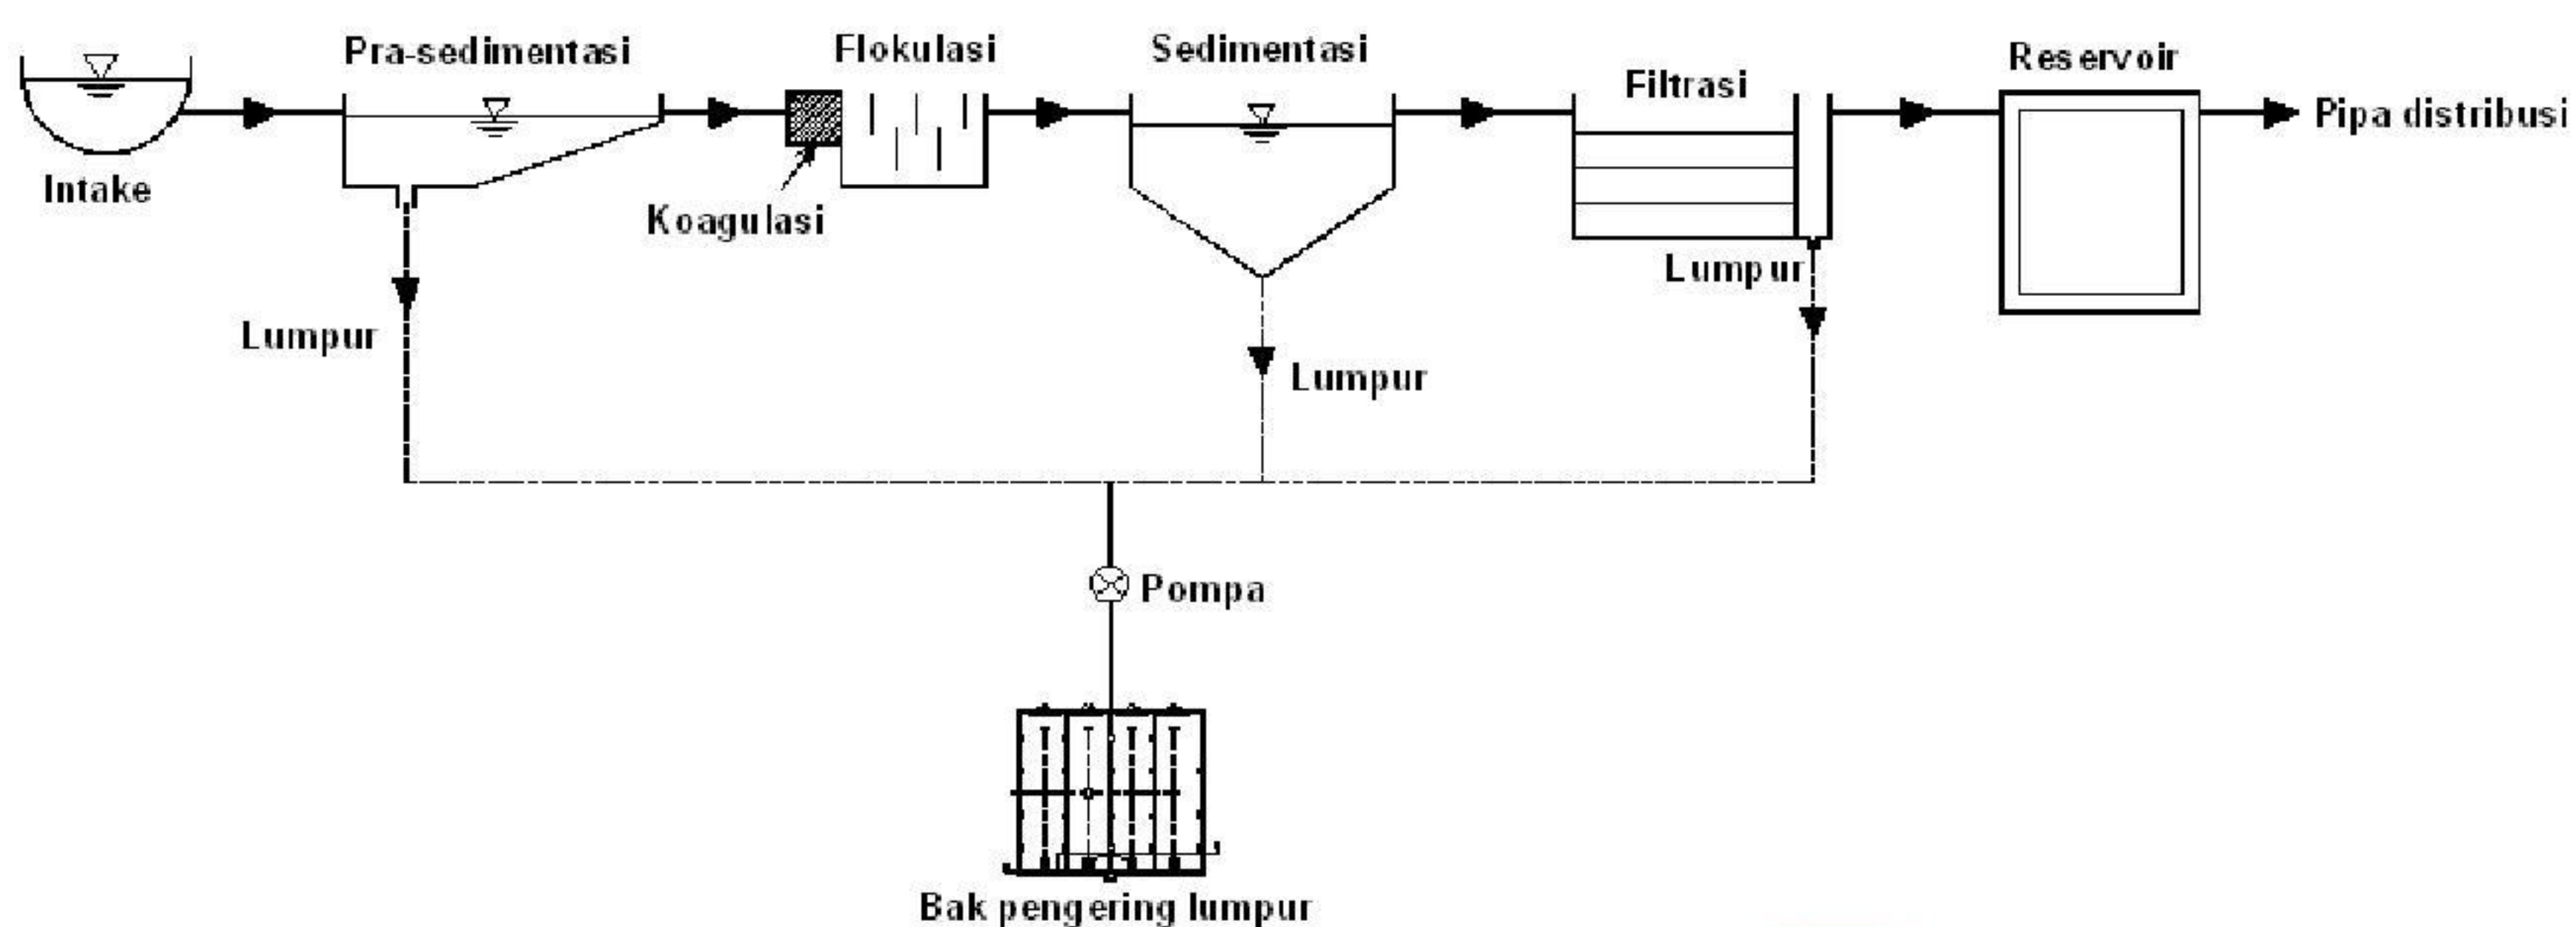 Intake
Pra-sedimentasi
Koagulasi
Flokulasi
Sedimentasi
Filtrasi
Reservoir
Pipa distribusi
Lumpur
Lumpur
Lumpur
Pompa
Bak pengering lumpur